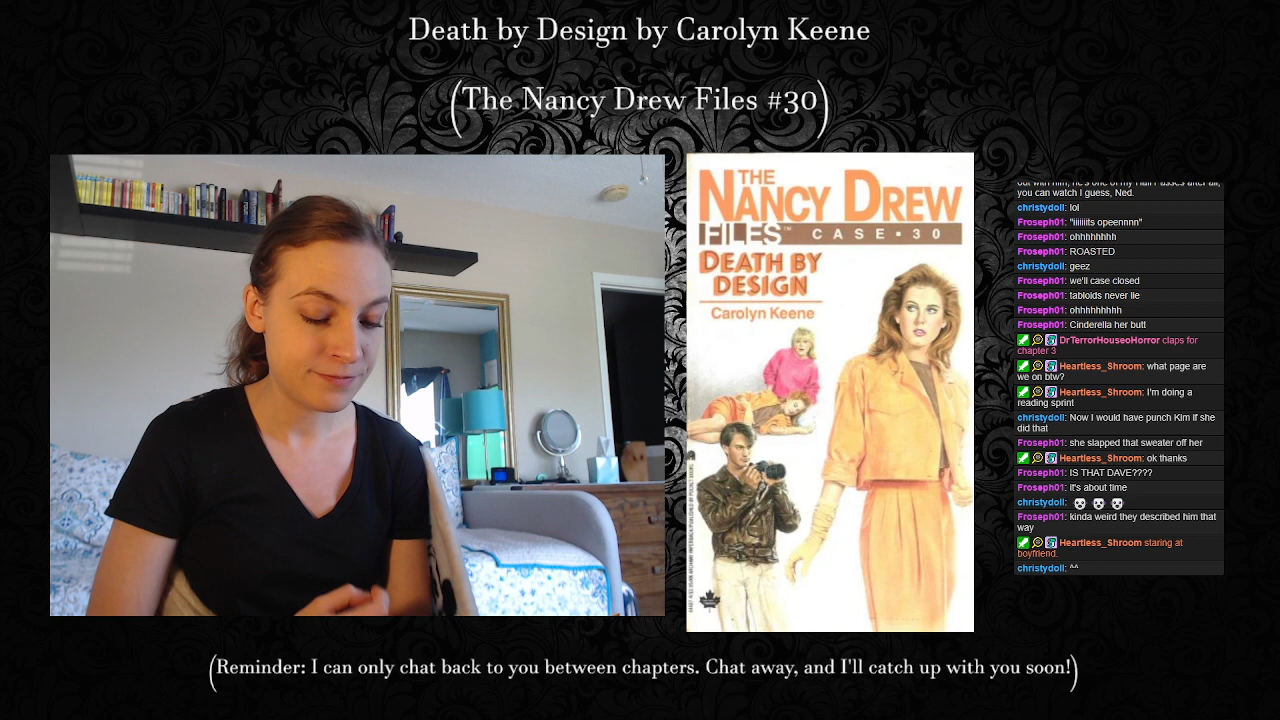 Death by Design by Carolyn Keene
(The Nancy Drew Files #30)
THE
NANCY DREW
FILES™ CASE • 30
DEATH BY
DESIGN
Carolyn Keene
you can watch I guess, Ned.
christydoll: lol
Froseph01: "iiiiiiits opeennnn"
Froseph01: ohhhhhhhh
Froseph01: ROASTED
christydoll: geez
Froseph01: we'll case closed
Froseph01: tabloids never lie
Froseph01: ohhhhhhhhh
Froseph01: Cinderella her butt
DrTerrorHouseoHorror claps for
chapter 3
Heartless_Shroom: what page are
we on btw?
Heartless_Shroom: I'm doing a
reading sprint
christydoll: Now I would have punch Kim if she
did that
Froseph01: she slapped that sweater off her
Heartless_Shroom: ok thanks
Froseph01: IS THAT DAVE????
Froseph01: it's about time
christydoll:
Froseph01: kinda weird they described him that
way
Heartless_Shroom staring at
boyfriend.
christydoll: ^^
(Reminder: I can only chat back to you between chapters. Chat away, and I'll catch up with you soon!)